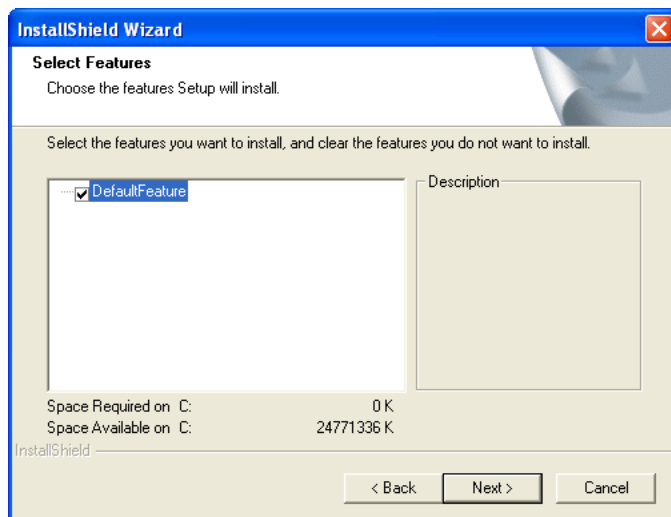 InstallShield Wizard
Select Features
Choose the features Setup will install.
Select the features you want to install, and clear the features you do not want to install.
DefaultFeature
Description
Space Required on C: 0 K
Space Available on C: 24771336 K
InstallShield
< Back Next > Cancel